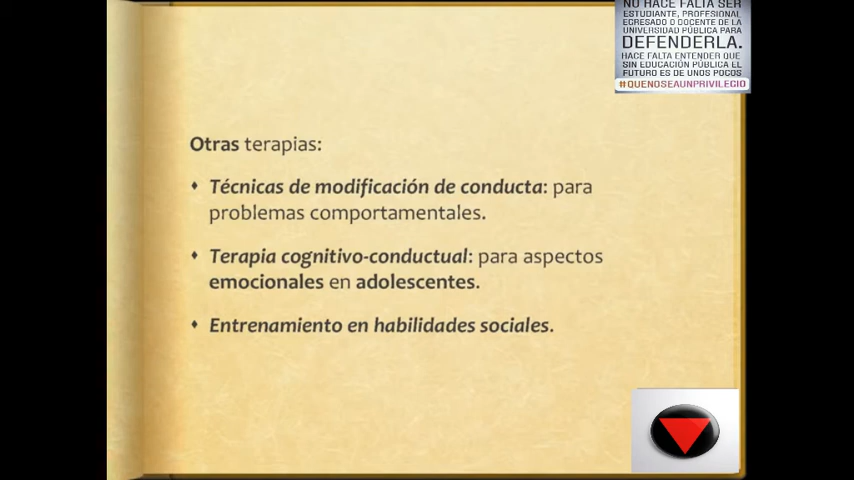 NO HACE FALTA SER
ESTUDIANTE, PROFESIONAL
EGRESADO O DOCENTE DE LA
UNIVERSIDAD PÚBLICA PARA
DEFENDERLA.
HACE FALTA ENTENDER QUE
SIN EDUCACIÓN PÚBLICA EL
FUTURO ES DE UNOS POCOS
#QUENOSEAUNPRIVILEGIO
Otras terapias:
♦ Técnicas de modificación de conducta: para
problemas comportamentales.
♦ Terapia cognitivo-conductual: para aspectos
emocionales en adolescentes.
♦ Entrenamiento en habilidades sociales.